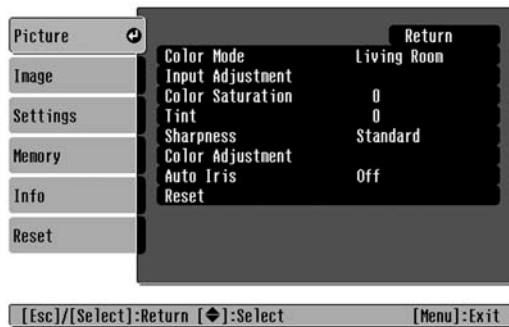 Picture
Image
Settings
Memory
Info
Reset
Return
Color Mode Living Room
Input Adjustment
Color Saturation 0
Tint 0
Sharpness Standard
Color Adjustment
Auto Iris Off
Reset
[Esc]/[Select]:Return [◆]:Select [Menu]:Exit